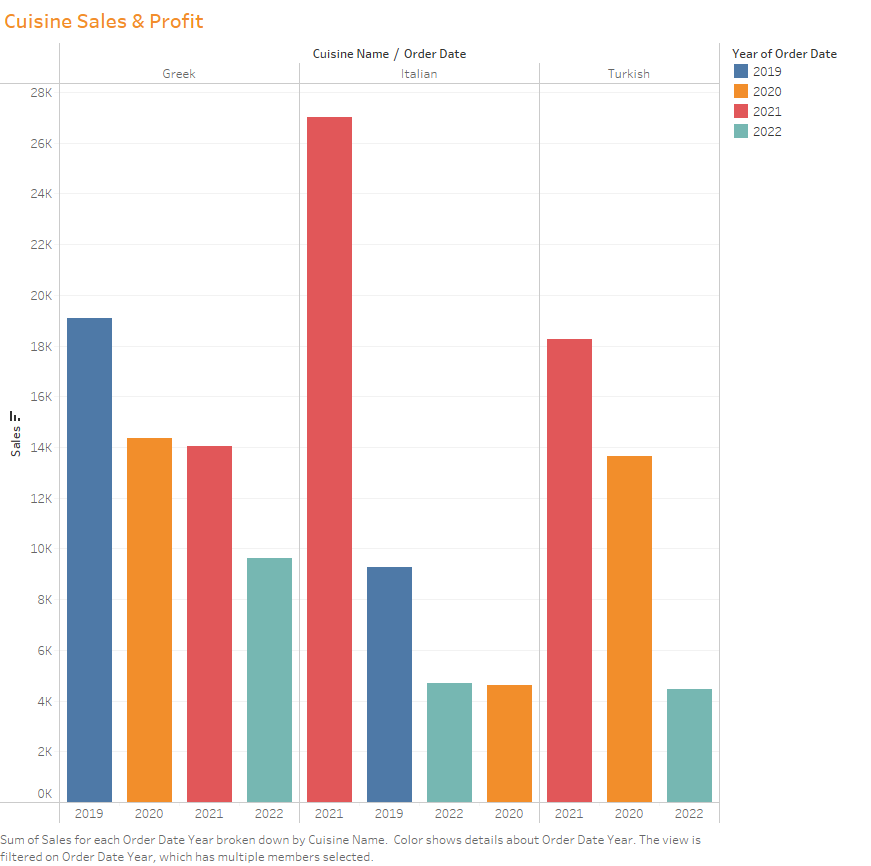 Cuisine Sales & Profit
Cuisine Name / Order Date
Greek
Italian
Turkish
Year of Order Date
2019
2020
2021
2022
28K
26K
24K
22K
20K
18K
16K
14K
12K
10K
8K
6K
4K
2K
0K
Sales
2019 2020 2021 2022 2021 2019 2022 2020 2021 2020 2022
Sum of Sales for each Order Date Year broken down by Cuisine Name. Color shows details about Order Date Year. The view is
filtered on Order Date Year, which has multiple members selected.